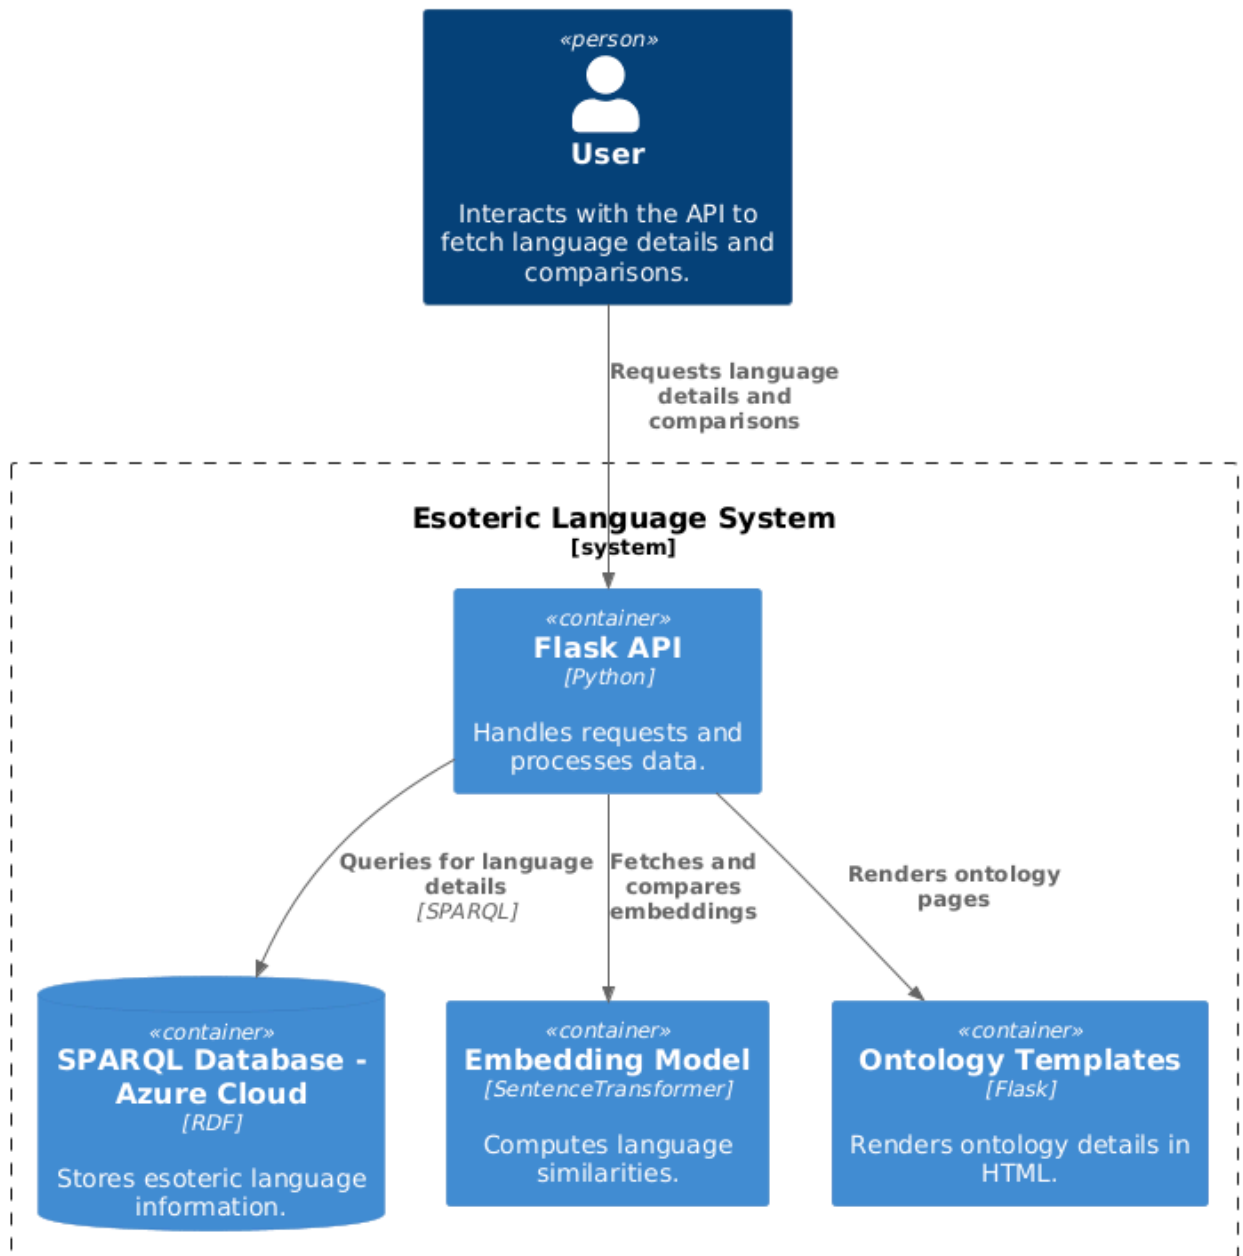 «person»
User
Interacts with the API to
fetch language details and
comparisons.
Requests language
details and
comparisons
Esoteric Language System
[system]
«container»
Flask API
[Python]
Handles requests and
processes data.
Queries for language
details
[SPARQL]
Fetches and
compares
embeddings
Renders ontology
pages
«container»
SPARQL Database -
Azure Cloud
[RDF]
Stores esoteric language
information.
«container»
Embedding Model
[SentenceTransformer]
Computes language
similarities.
«container»
Ontology Templates
[Flask]
Renders ontology details in
HTML.